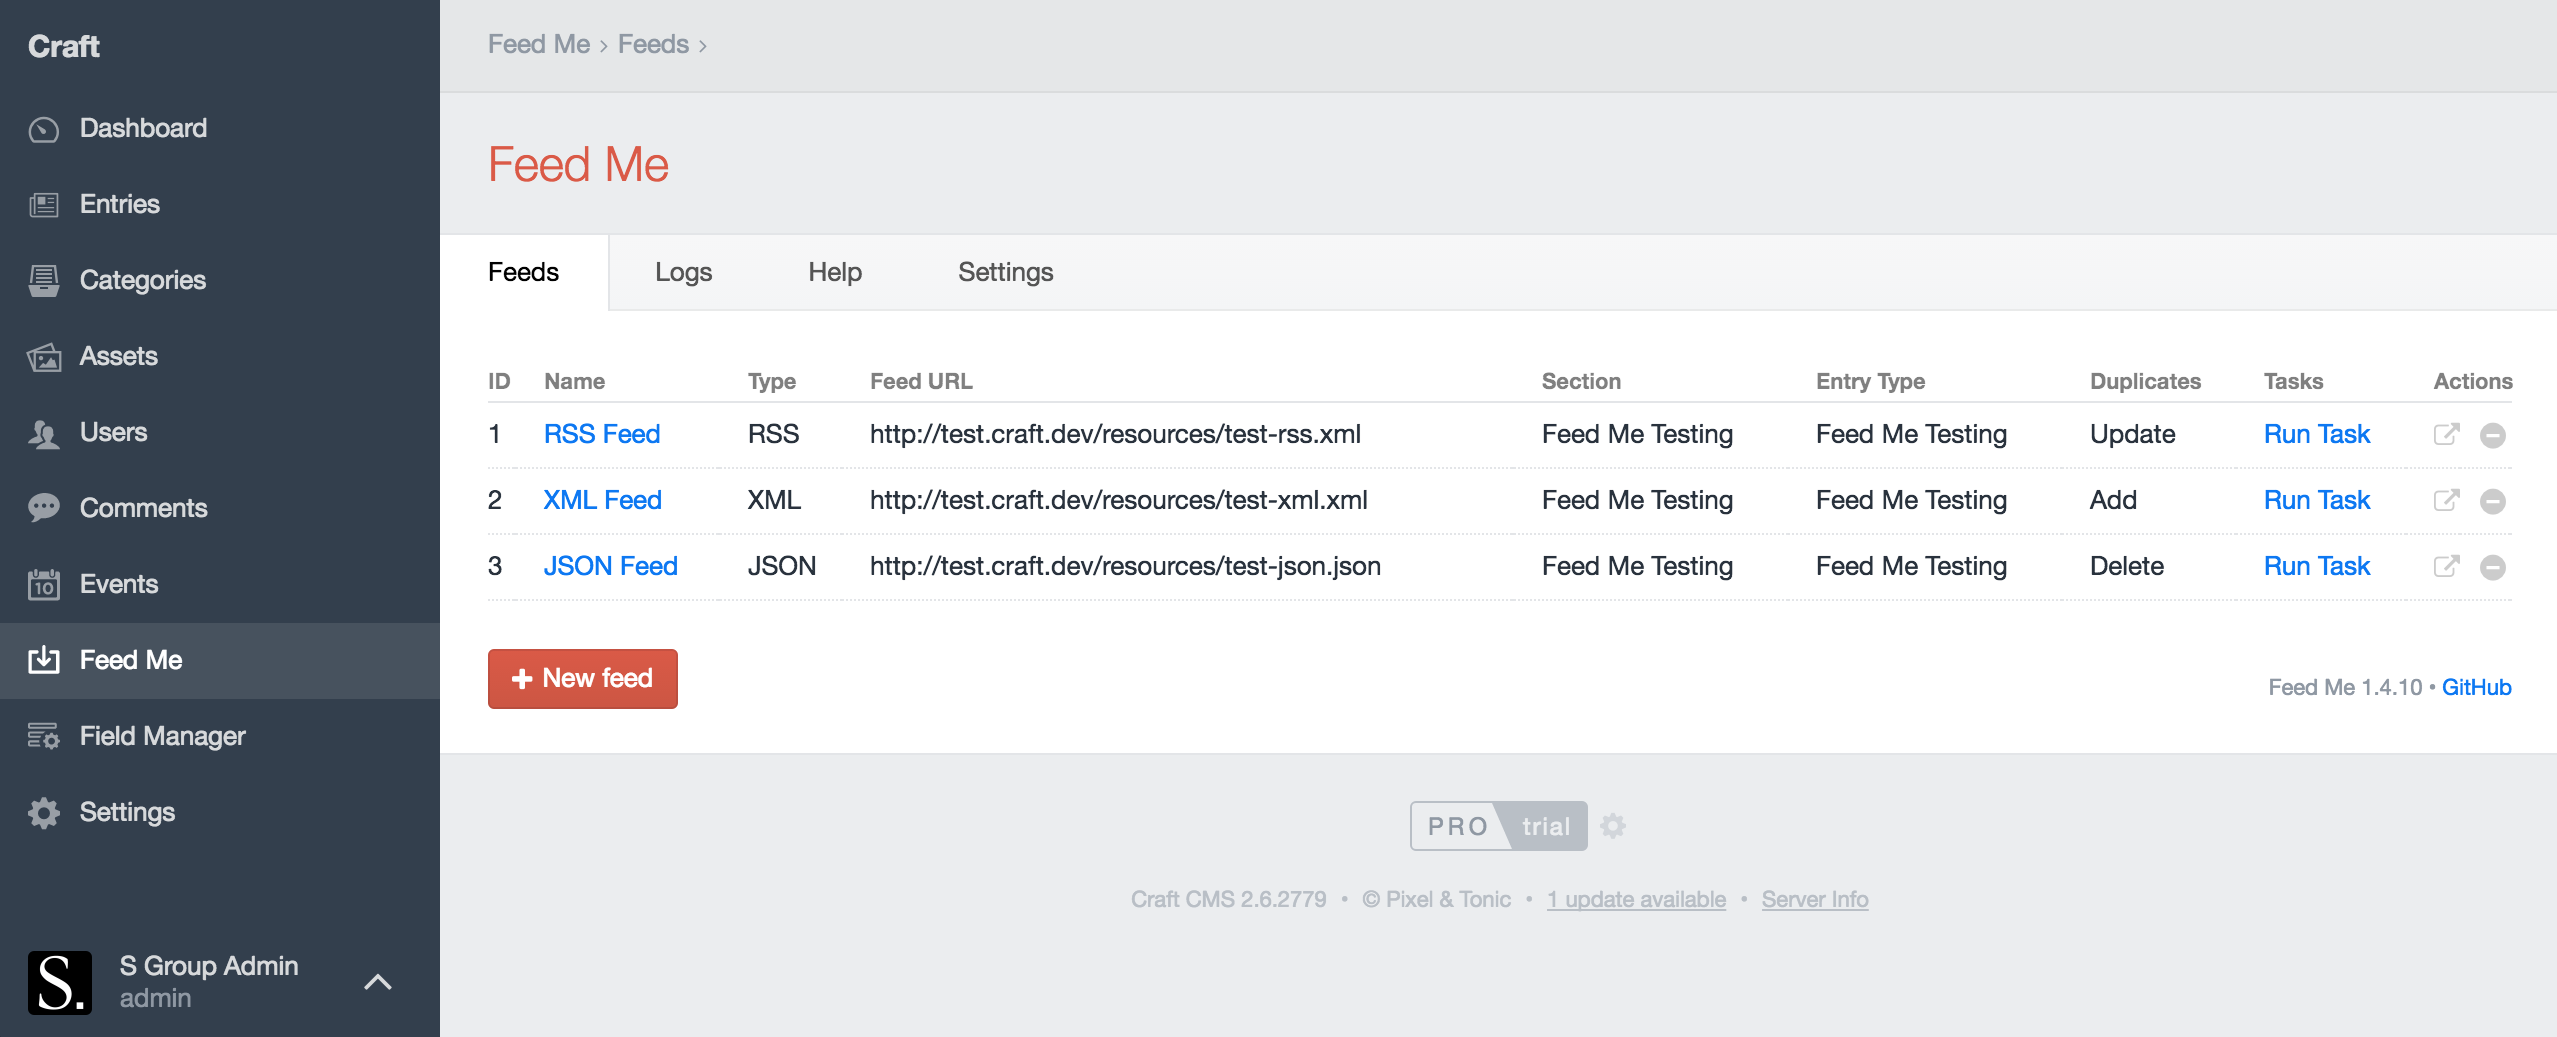 Craft
Dashboard
Entries
Categories
Assets
Users
Comments
10
Events
Feed Me
Field Manager
Settings
S.
S Group Admin
admin
Feed Me › Feeds ›
Feed Me
Feeds Logs Help Settings
ID Name Type Feed URL Section Entry Type Duplicates Tasks Actions
1 RSS Feed RSS http://test.craft.dev/resources/test-rss.xml Feed Me Testing Feed Me Testing Update Run Task
2 XML Feed XML http://test.craft.dev/resources/test-xml.xml Feed Me Testing Feed Me Testing Add Run Task
3 JSON Feed JSON http://test.craft.dev/resources/test-json.json Feed Me Testing Feed Me Testing Delete Run Task
+ New feed
Feed Me 1.4.10 • GitHub
PRO trial
Craft CMS 2.6.2779 • © Pixel & Tonic • 1 update available • Server Info